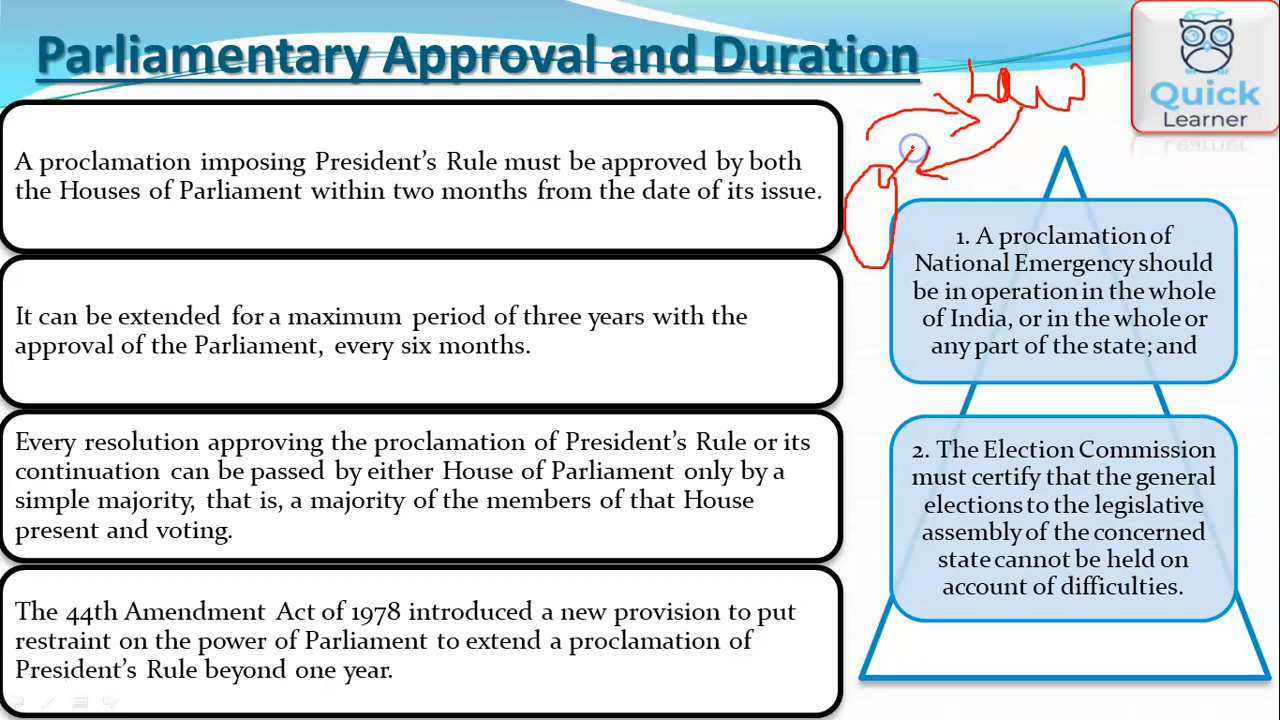 Parliamentary Approval and Duration
Quick
Learner
A proclamation imposing President's Rule must be approved by both
the Houses of Parliament within two months from the date of its issue.
It can be extended for a maximum period of three years with the
approval of the Parliament, every six months.
Every resolution approving the proclamation of President's Rule or its
continuation can be passed by either House of Parliament only by a
simple majority, that is, a majority of the members of that House
present and voting.
The 44th Amendment Act of 1978 introduced a new provision to put
restraint on the power of Parliament to extend a proclamation of
President's Rule beyond one year.
1. A proclamation of
National Emergency should
be in operation in the whole
of India, or in the whole or
any part of the state; and
2. The Election Commission
must certify that the general
elections to the legislative
assembly of the concerned
state cannot be held on
account of difficulties.